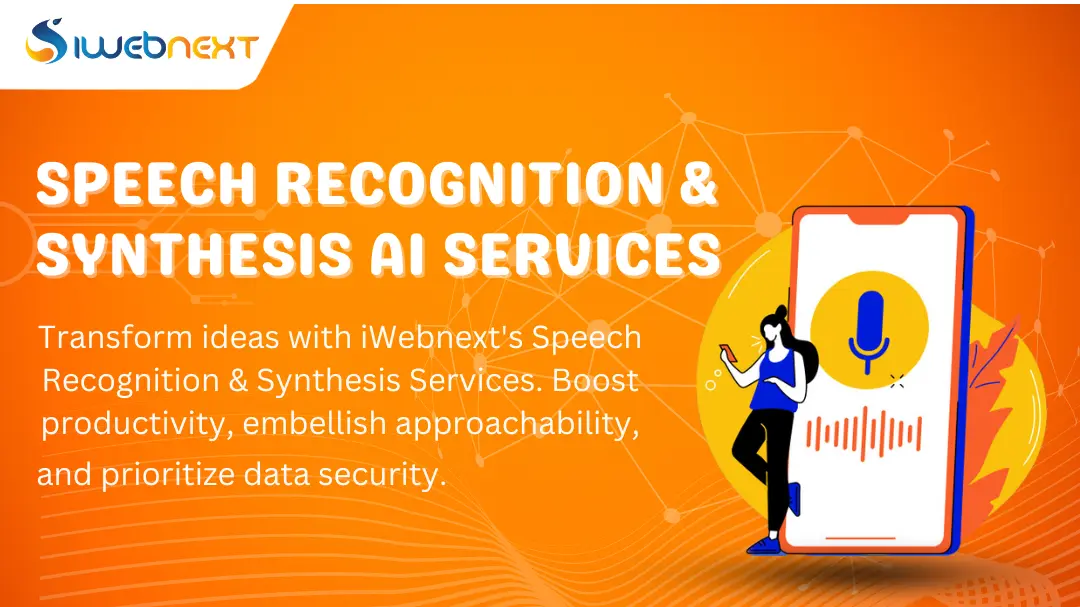 iWEBNEXT
SPEECH RECOGNITION &
SYNTHESIS AI SERVICES
Transform ideas with iWebnext's Speech
Recognition & Synthesis Services. Boost
productivity, embellish approachability,
and prioritize data security.